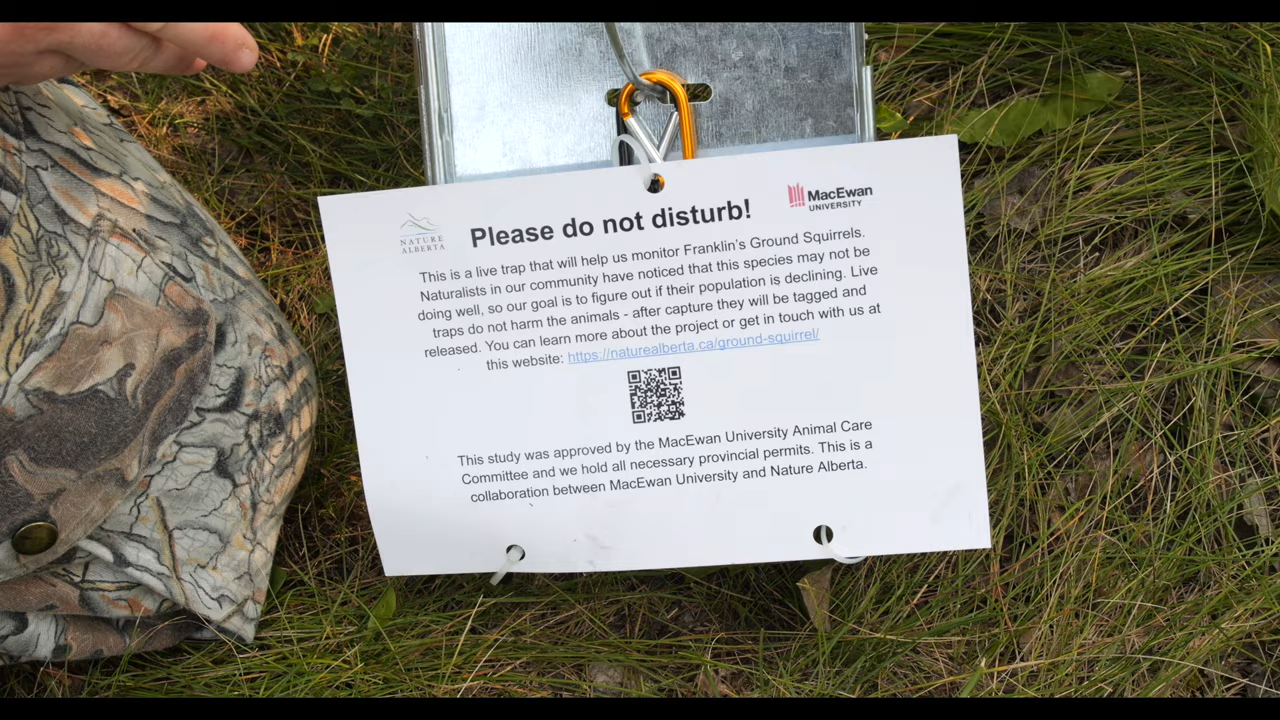 NATURE
ALBERTA
Please do not disturb!
MacEwan
UNIVERSITY
This is a live trap that will help us monitor Franklin's Ground Squirrels.
Naturalists in our community have noticed that this species may not be
doing well, so our goal is to figure out if their population is declining. Live
traps do not harm the animals - after capture they will be tagged and
released. You can learn more about the project or get in touch with us at
this website: https://naturealberta.ca/ground-squirrel/
This study was approved by the MacEwan University Animal Care
Committee and we hold all necessary provincial permits. This is a
collaboration between MacEwan University and Nature Alberta.